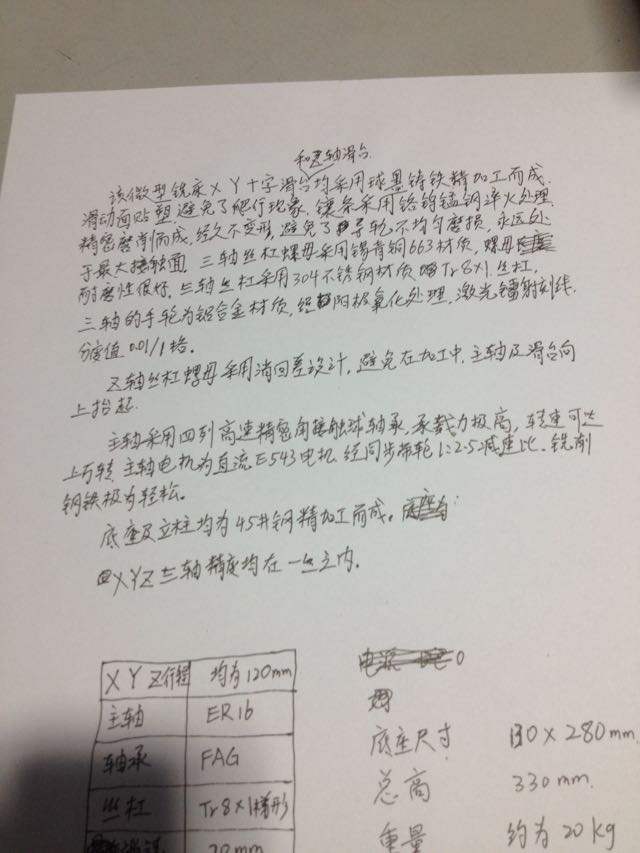 和Z轴滑台
该微型铣床XY十字滑台均采用球墨铸铁精加工而成.
滑动面贴塑.避免了爬行现象.镶条采用铬钨锰钢淬火处理.
精密磨削而成,经久不变形,避免了导轨不均匀磨损,永远处
于最大接触面.三轴丝杠螺母采用锡青铜663材质,螺母
耐磨性很好.三轴丝杠采用304不锈钢材质Tr8×1丝杠,
三轴的手轮为铝合金材质,经阳极氧化处理,激光镭射刻线.
分度值0.01/1格.
Z轴丝杠螺母采用消回差设计,避免在加工中.主轴及滑台向
上抬起.
主轴采用四列高速精密角接触球轴承.承载力极高,转速可达
上万转.主轴电机为直流E543电机.经同步带轮1:2.5减速比.铣削
钢铁极为轻松.
底座及立柱均为45#钢精加工而成.
XYZ三轴精度均在一丝之内.
XYZ行程 均为120mm
主轴 ER16
轴承 FAG
丝杠 Tr8×1梯形
70mm
底座尺寸 130×280mm
总高 330mm.
重量 约为20kg